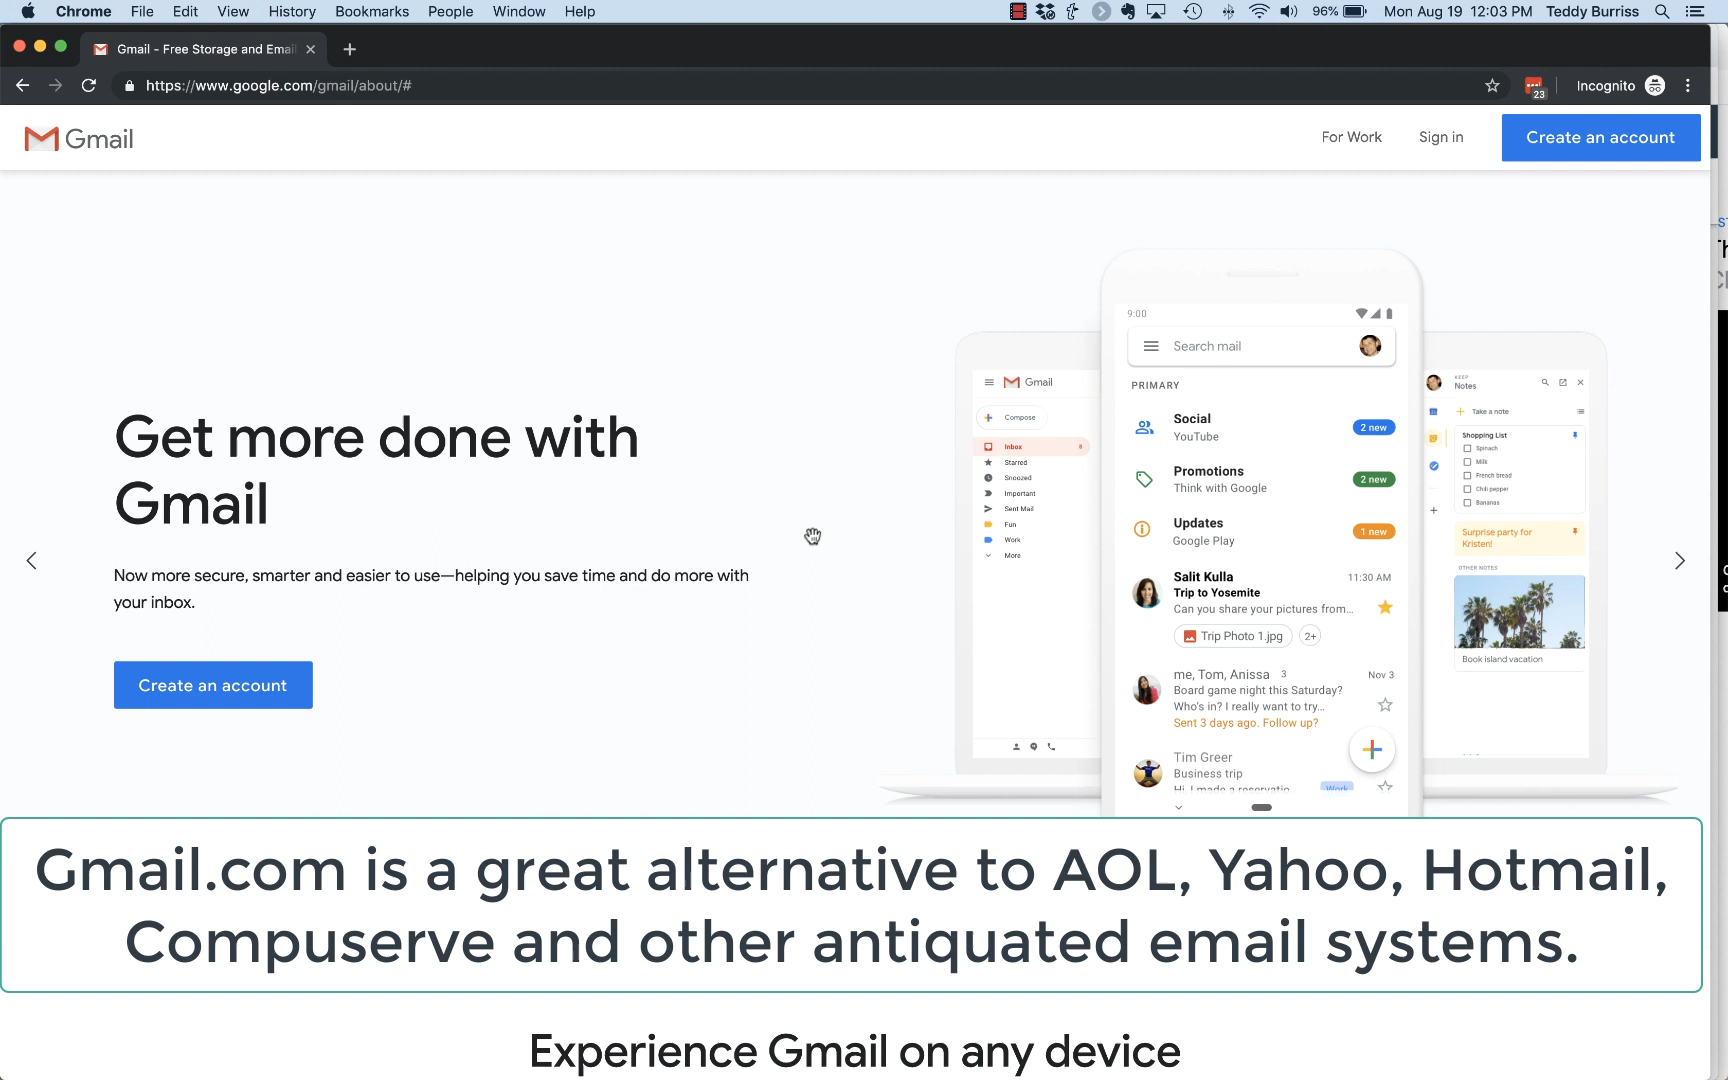 Chrome File Edit View History Bookmarks People Window Help 96% Mon Aug 19 12:03 PM Teddy Burriss
Gmail - Free Storage and Email
https://www.google.com/gmail/about/#
23
Incognito
Gmail
For Work
Sign in
Create an account
Get more done with
Gmail
Now more secure, smarter and easier to use—helping you save time and do more with
your inbox.
Create an account
Gmail
Compose
Inbox 8
Starred
Snoozed
Important
Sent Mail
Fun
Work
More
9:00
Search mail
PRIMARY
Social
YouTube
2 new
Promotions
Think with Google
2 new
Updates
Google Play
1 new
Salit Kulla 11:30 AM
Trip to Yosemite
Can you share your pictures from...
Trip Photo 1.jpg 2+
me, Tom, Anissa 3 Nov 3
Board game night this Saturday?
Who's in? I really want to try...
Sent 3 days ago. Follow up?
Tim Greer
Business trip
Hi, I made a reservatio
Work
KEEP
Notes
Take a note
Shopping List
Spinach
Milk
French bread
Chili pepper
Bananas
Surprise party for
Kristen!
OTHER NOTES
Book island vacation
Gmail.com is a great alternative to AOL, Yahoo, Hotmail,
Compuserve and other antiquated email systems.
Experience Gmail on any device